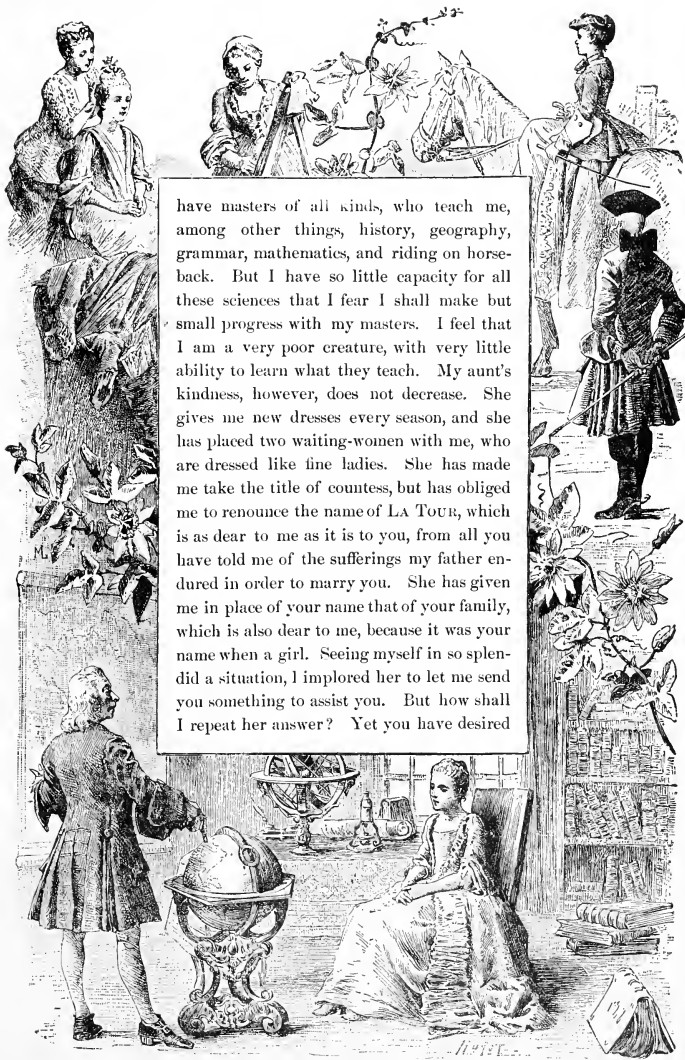 have masters of all kinds, who teach me,
among other things, history, geography,
grammar, mathematics, and riding on horse-
back. But I have so little capacity for all
these sciences that I fear I shall make but
small progress with my masters. I feel that
I am a very poor creature, with very little
ability to learn what they teach. My aunt's
kindness, however, does not decrease. She
gives me new dresses every season, and she
has placed two waiting-women with me, who
are dressed like fine ladies. She has made
me take the title of countess, but has obliged
me to renounce the name of LA TOUR, which
is as dear to me as it is to you, from all you
have told me of the sufferings my father en-
dured in order to marry you. She has given
me in place of your name that of your family,
which is also dear to me, because it was your
name when a girl. Seeing myself in so splen-
did a situation, I implored her to let me send
you something to assist you. But how shall
I repeat her answer? Yet you have desired